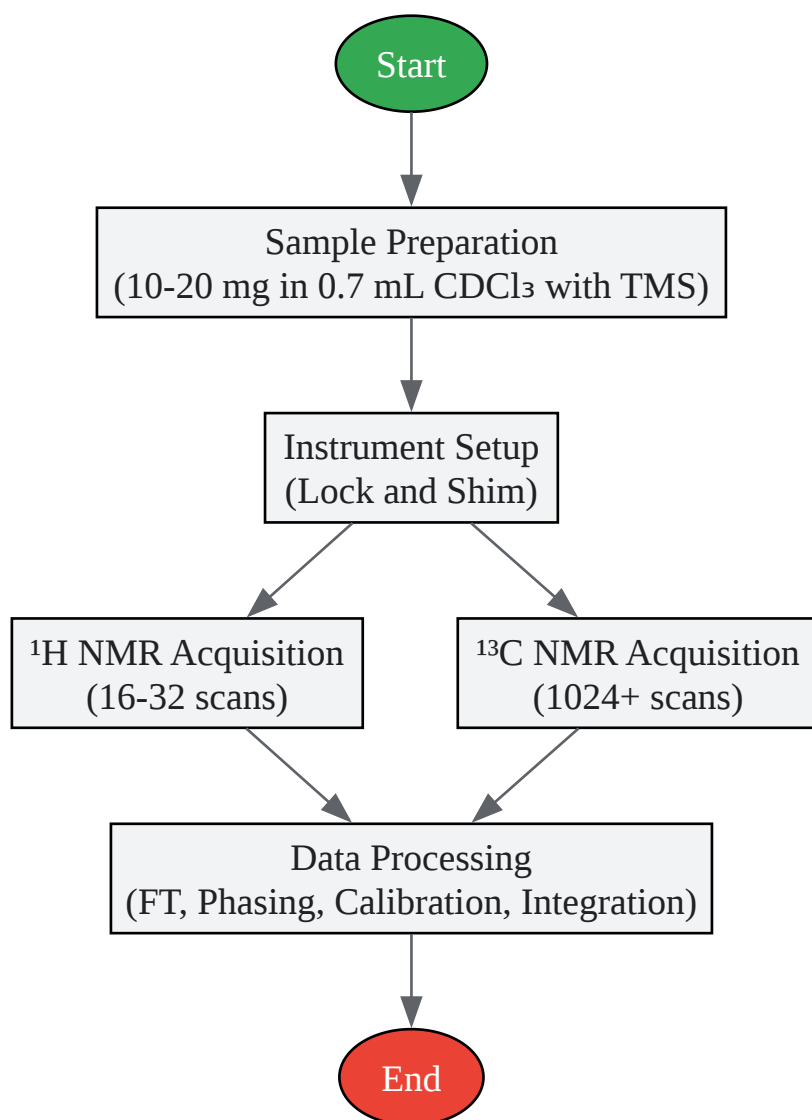 Start
Sample Preparation
(10-20 mg in 0.7 mL CDCl₃ with TMS)
Instrument Setup
(Lock and Shim)
¹H NMR Acquisition
(16-32 scans)
¹³C NMR Acquisition
(1024+ scans)
Data Processing
(FT, Phasing, Calibration, Integration)
End